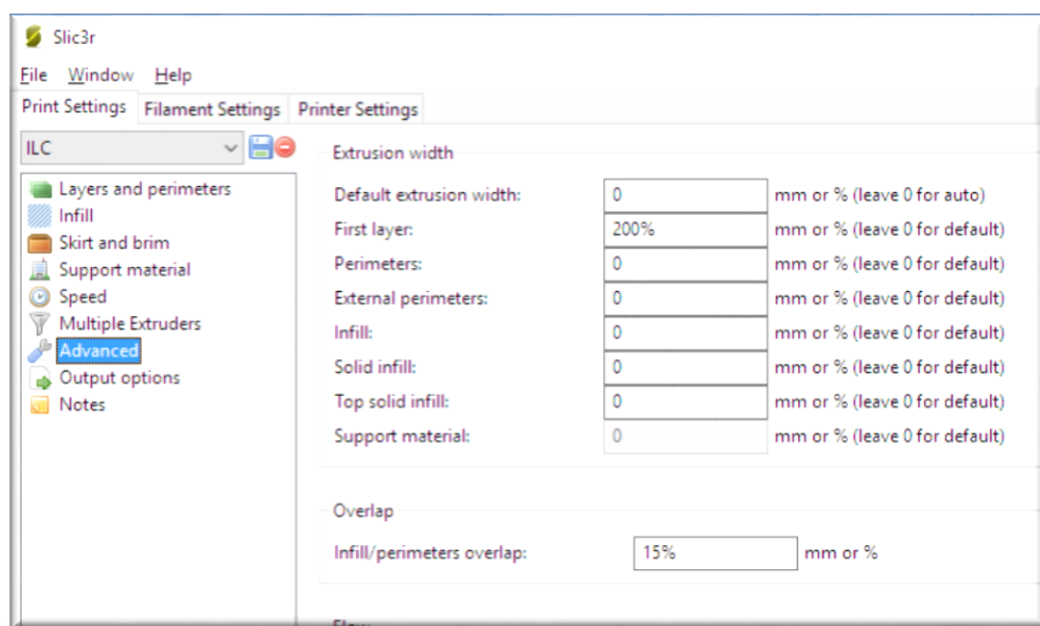 Slic3r
File Window Help
Print Settings Filament Settings Printer Settings
ILC
Layers and perimeters
Infill
Skirt and brim
Support material
Speed
Multiple Extruders
Advanced
Output options
Notes
Extrusion width
Default extrusion width: 0 mm or % (leave 0 for auto)
First layer: 200% mm or % (leave 0 for default)
Perimeters: 0 mm or % (leave 0 for default)
External perimeters: 0 mm or % (leave 0 for default)
Infill: 0 mm or % (leave 0 for default)
Solid infill: 0 mm or % (leave 0 for default)
Top solid infill: 0 mm or % (leave 0 for default)
Support material: 0 mm or % (leave 0 for default)
Overlap
Infill/perimeters overlap: 15% mm or %